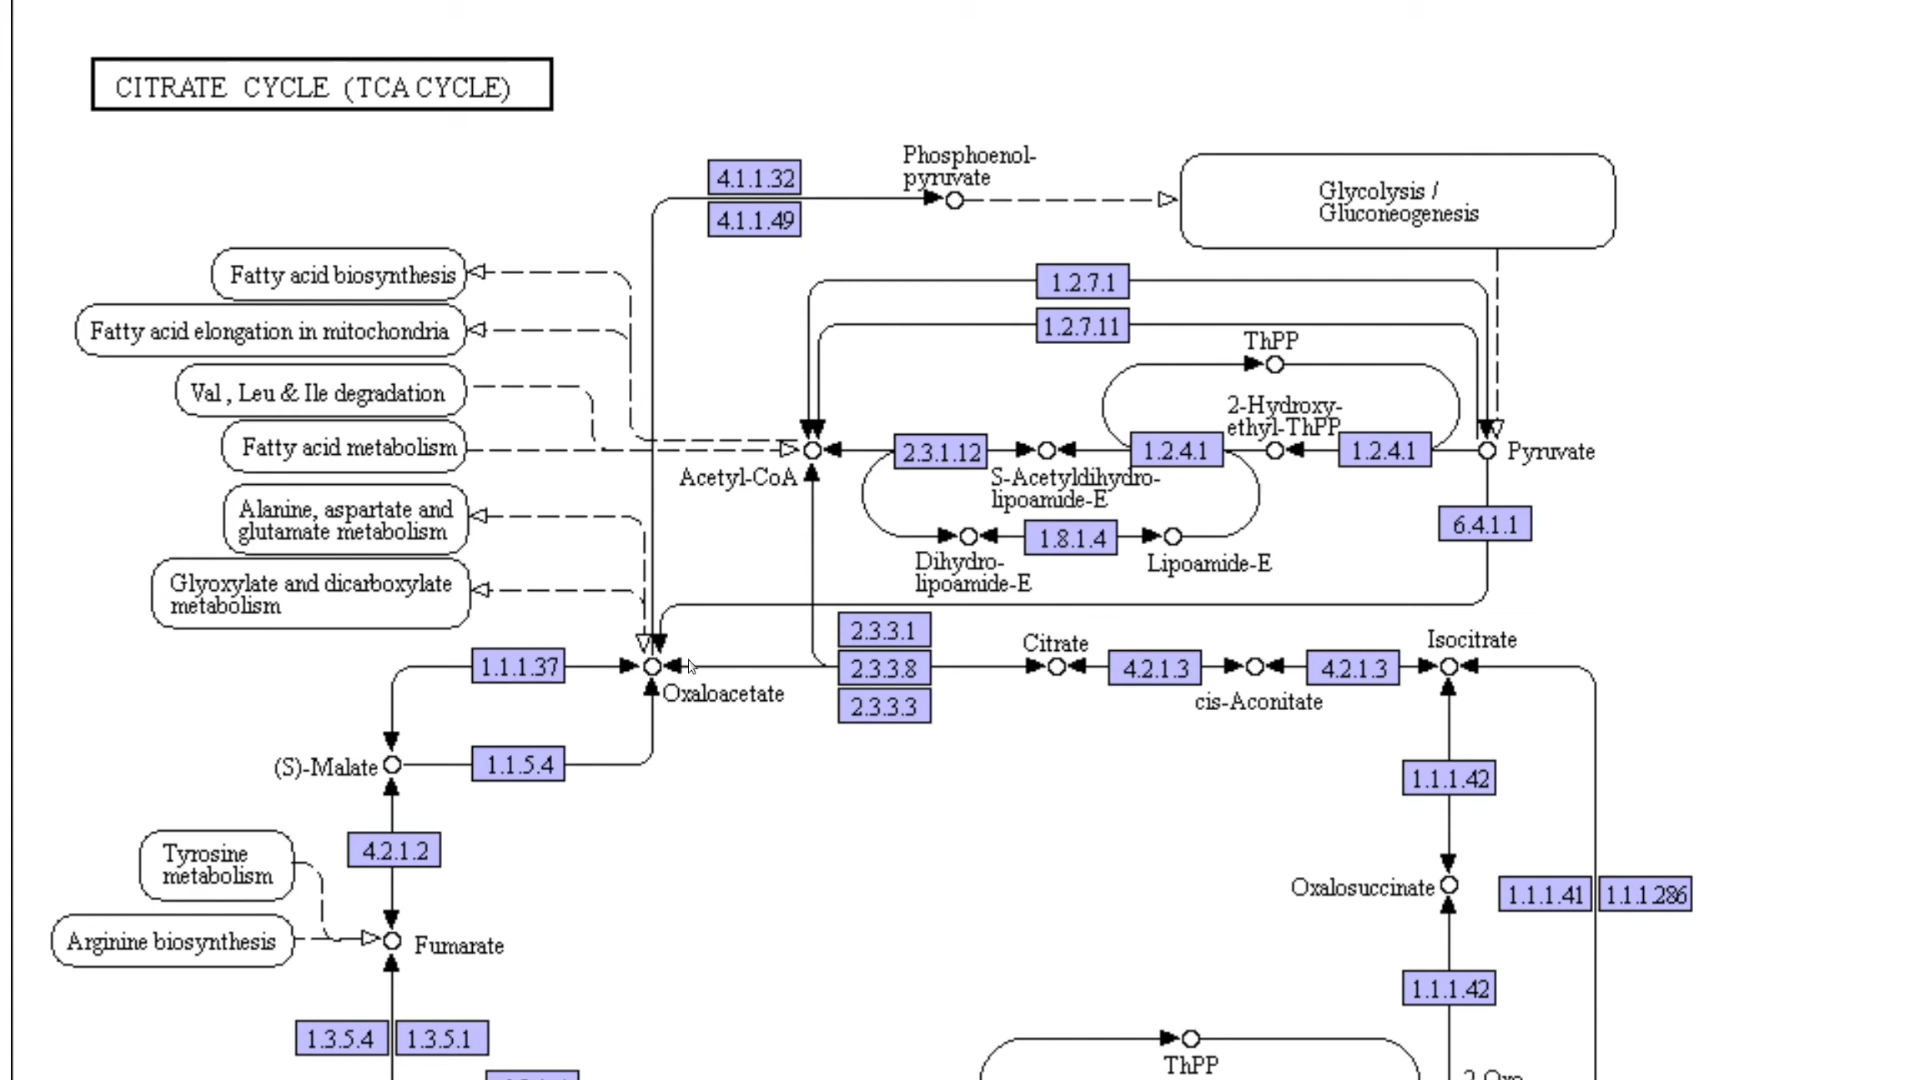 CITRATE CYCLE (TCA CYCLE)
Phosphoenol-
pyruvate
4.1.1.32
4.1.1.49
Glycolysis /
Gluconeogenesis
Fatty acid biosynthesis
1.2.7.1
Fatty acid elongation in mitochondria
1.2.7.11
ThPP
Val , Leu & Ile degradation
2-Hydroxy-
ethyl-ThPP
Fatty acid metabolism
Acetyl-CoA
2.3.1.12
1.2.4.1
1.2.4.1
Pyruvate
S-Acetyldihydro-
lipoamide-E
Alanine, aspartate and
glutamate metabolism
6.4.1.1
1.8.1.4
Dihydro-
lipoamide-E
Lipoamide-E
Glyoxylate and dicarboxylate
metabolism
2.3.3.1
Citrate
Isocitrate
1.1.1.37
2.3.3.8
4.2.1.3
4.2.1.3
Oxaloacetate
2.3.3.3
cis-Aconitate
(S)-Malate
1.1.5.4
1.1.1.42
4.2.1.2
Tyrosine
metabolism
Oxalosuccinate
1.1.1.41
1.1.1.286
Arginine biosynthesis
Fumarate
1.1.1.42
1.3.5.4
1.3.5.1
ThPP